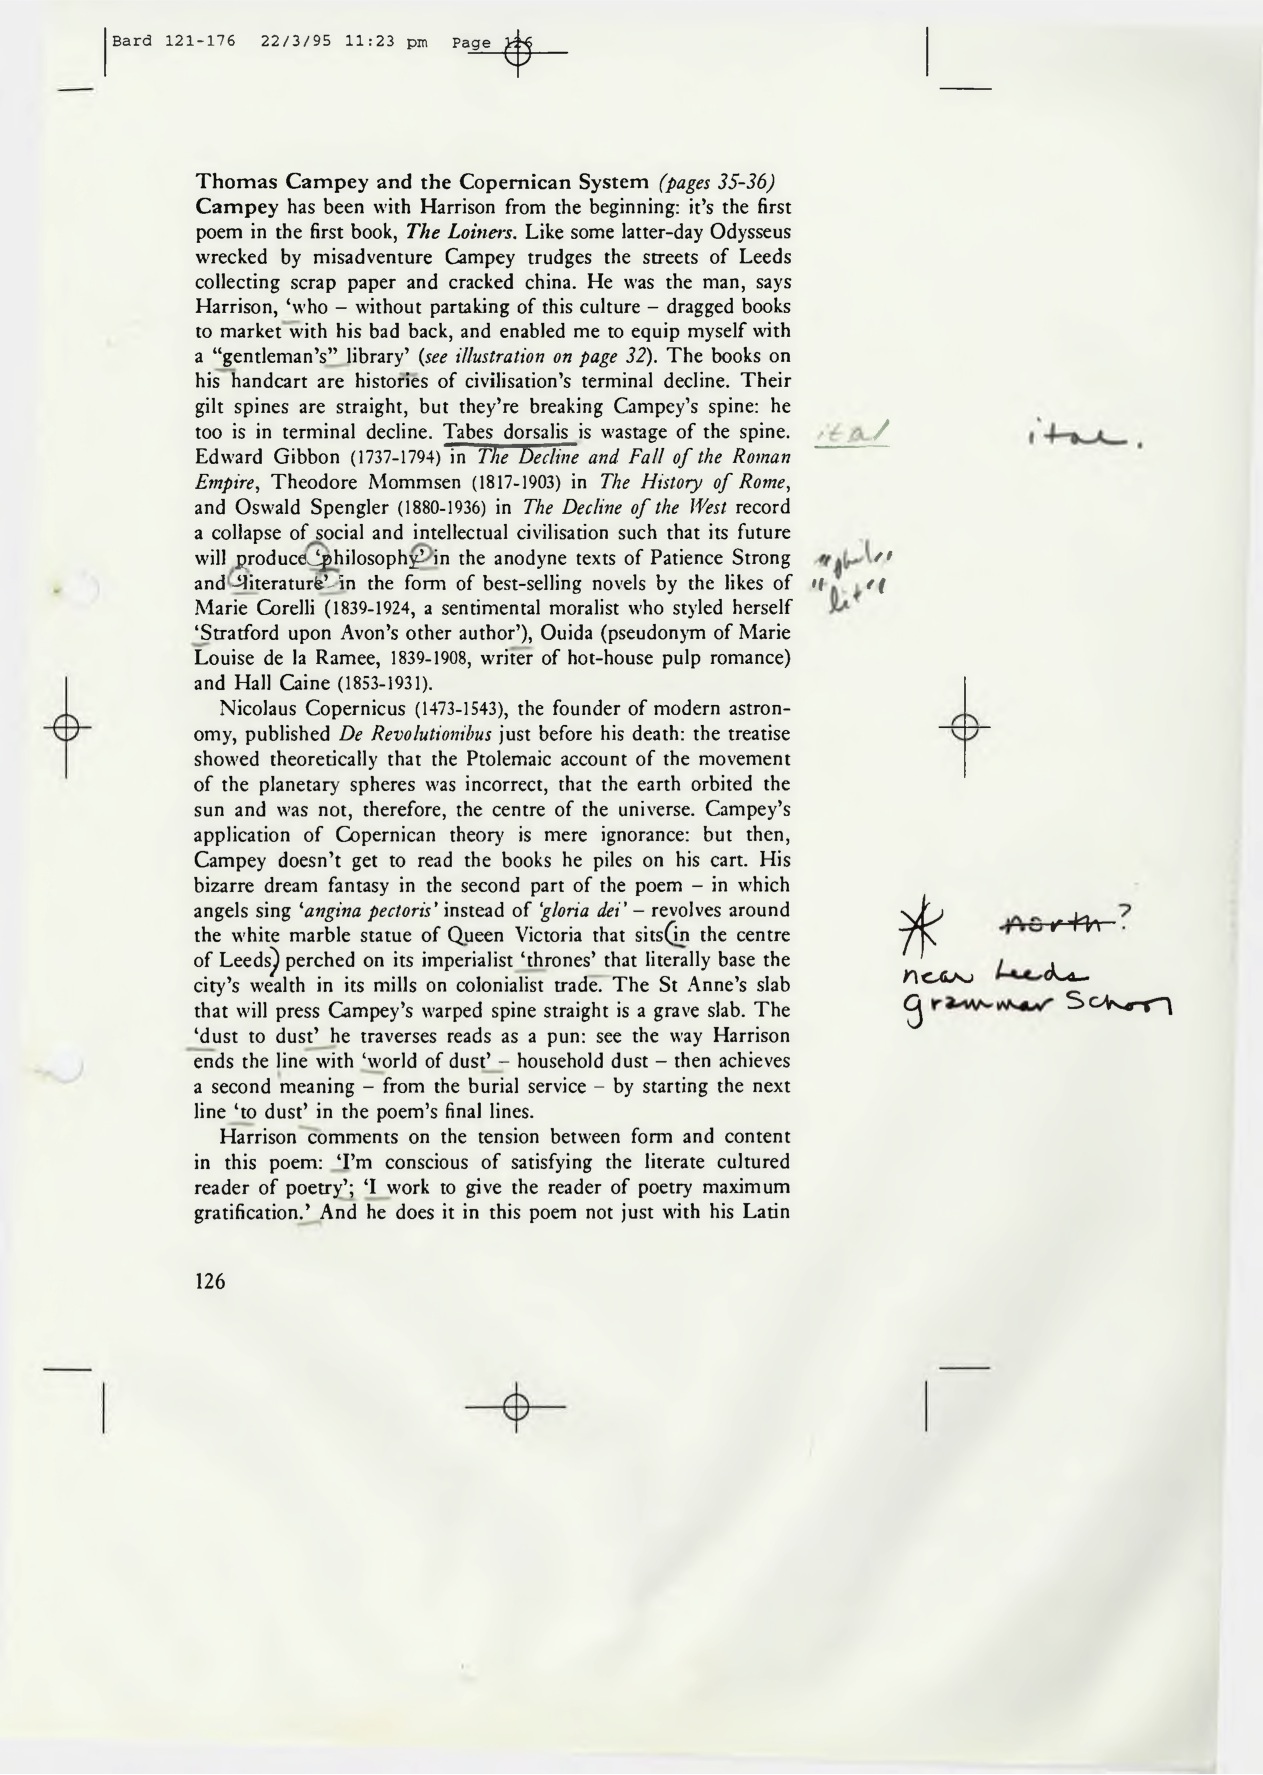 Bard 121-176 22/3/95 11:23 pm Page 126
Thomas Campey and the Copernican System (pages 35-36)
Campey has been with Harrison from the beginning: it's the first
poem in the first book, The Loiners. Like some latter-day Odysseus
wrecked by misadventure Campey trudges the streets of Leeds
collecting scrap paper and cracked china. He was the man, says
Harrison, ‘who – without partaking of this culture – dragged books
to market with his bad back, and enabled me to equip myself with
a “gentleman's” library’ (see illustration on page 32). The books on
his handcart are histories of civilisation's terminal decline. Their
gilt spines are straight, but they're breaking Campey's spine: he
too is in terminal decline. Tabes dorsalis is wastage of the spine.
ital ital.
Edward Gibbon (1737-1794) in The Decline and Fall of the Roman
Empire, Theodore Mommsen (1817-1903) in The History of Rome,
and Oswald Spengler (1880-1936) in The Decline of the West record
a collapse of social and intellectual civilisation such that its future
will produce ‘philosophy’ in the anodyne texts of Patience Strong
"phil"
and ‘literature’ in the form of best-selling novels by the likes of
"lit"
Marie Corelli (1839-1924, a sentimental moralist who styled herself
‘Stratford upon Avon's other author’), Ouida (pseudonym of Marie
Louise de la Ramee, 1839-1908, writer of hot-house pulp romance)
and Hall Caine (1853-1931).
Nicolaus Copernicus (1473-1543), the founder of modern astron-
omy, published De Revolutionibus just before his death: the treatise
showed theoretically that the Ptolemaic account of the movement
of the planetary spheres was incorrect, that the earth orbited the
sun and was not, therefore, the centre of the universe. Campey's
application of Copernican theory is mere ignorance: but then,
Campey doesn't get to read the books he piles on his cart. His
bizarre dream fantasy in the second part of the poem – in which
angels sing ‘angina pectoris’ instead of ‘gloria dei’ – revolves around
the white marble statue of Queen Victoria that sits (in the centre
of Leeds) perched on its imperialist ‘thrones’ that literally base the
north?
near Leeds
grammar School
city's wealth in its mills on colonialist trade. The St Anne's slab
that will press Campey's warped spine straight is a grave slab. The
‘dust to dust’ he traverses reads as a pun: see the way Harrison
ends the line with ‘world of dust’ – household dust – then achieves
a second meaning – from the burial service – by starting the next
line ‘to dust’ in the poem's final lines.
Harrison comments on the tension between form and content
in this poem: ‘I'm conscious of satisfying the literate cultured
reader of poetry’; ‘I work to give the reader of poetry maximum
gratification.’ And he does it in this poem not just with his Latin
126